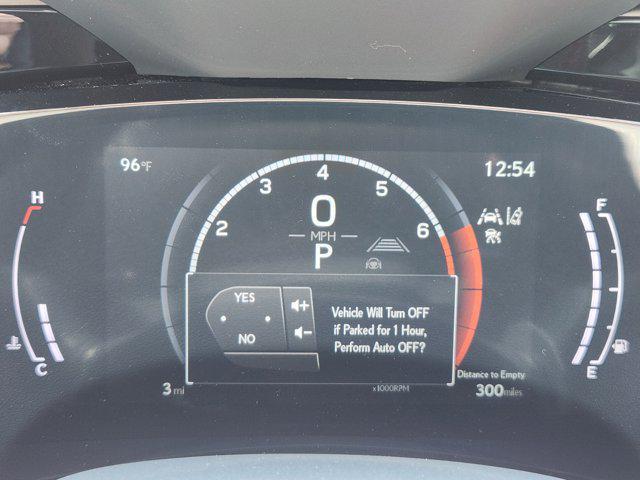 96°F
12:54
H
F
4
3
5
2
6
0
MPH
P
YES
NO
Vehicle Will Turn OFF
if Parked for 1 Hour,
Perform Auto OFF?
C
E
3 mi
x1000RPM
Distance to Empty
300miles